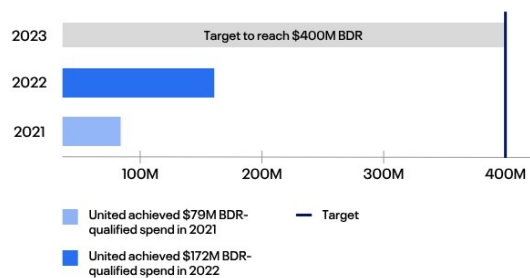 2023
Target to reach $400M BDR
2022
2021
100M
200M
300M
400M
United achieved $79M BDR-
qualified spend in 2021
Target
United achieved $172M BDR-
qualified spend in 2022